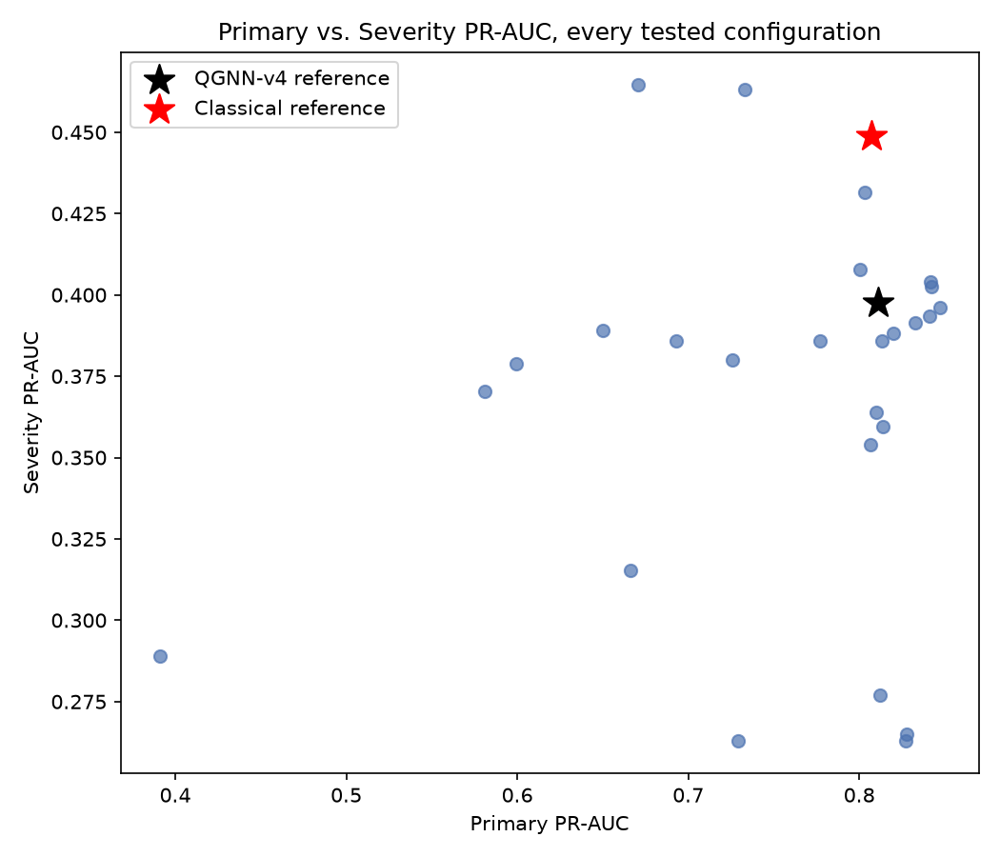 Primary vs. Severity PR-AUC, every tested configuration
QGNN-v4 reference
Classical reference
0.450
0.425
0.400
0.375
0.350
0.325
0.300
0.275
Severity PR-AUC
0.4 0.5 0.6 0.7 0.8
Primary PR-AUC